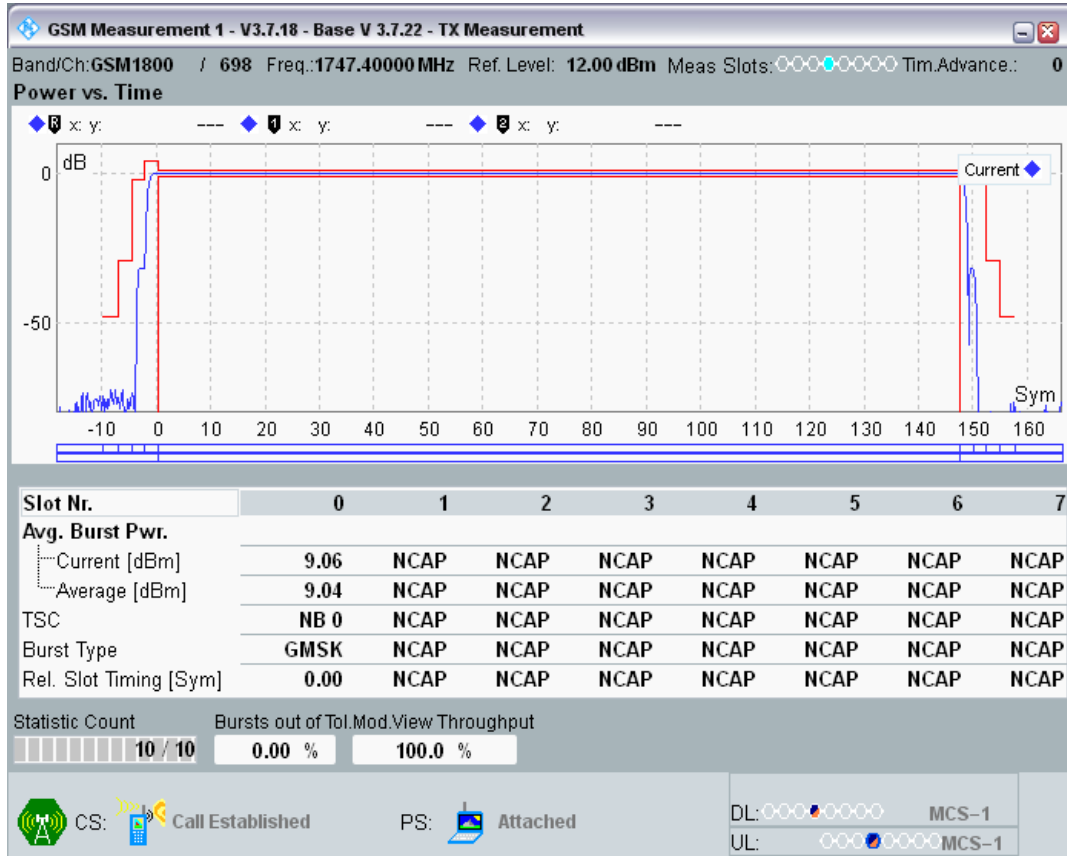 GSM Measurement 1 - V3.7.18 - Base V 3.7.22 - TX Measurement
Band/Ch:GSM1800 / 698 Freq.:1747.40000 MHz Ref. Level: 12.00 dBm Meas Slots: Tim.Advance.: 0
Power vs. Time
R x: y: --- 1 x: y: --- 2 x: y: ---
dB
Current
0
-50
Sym
-10 0 10 20 30 40 50 60 70 80 90 100 110 120 130 140 150 160
Slot Nr. 0 1 2 3 4 5 6 7
Avg. Burst Pwr.
Current [dBm] 9.06 NCAP NCAP NCAP NCAP NCAP NCAP NCAP
Average [dBm] 9.04 NCAP NCAP NCAP NCAP NCAP NCAP NCAP
TSC NB 0 NCAP NCAP NCAP NCAP NCAP NCAP NCAP
Burst Type GMSK NCAP NCAP NCAP NCAP NCAP NCAP NCAP
Rel. Slot Timing [Sym] 0.00 NCAP NCAP NCAP NCAP NCAP NCAP NCAP
Statistic Count Bursts out of Tol. Mod.View Throughput
10 / 10 0.00 % 100.0 %
CS: Call Established PS: Attached
DL: MCS-1
UL: MCS-1